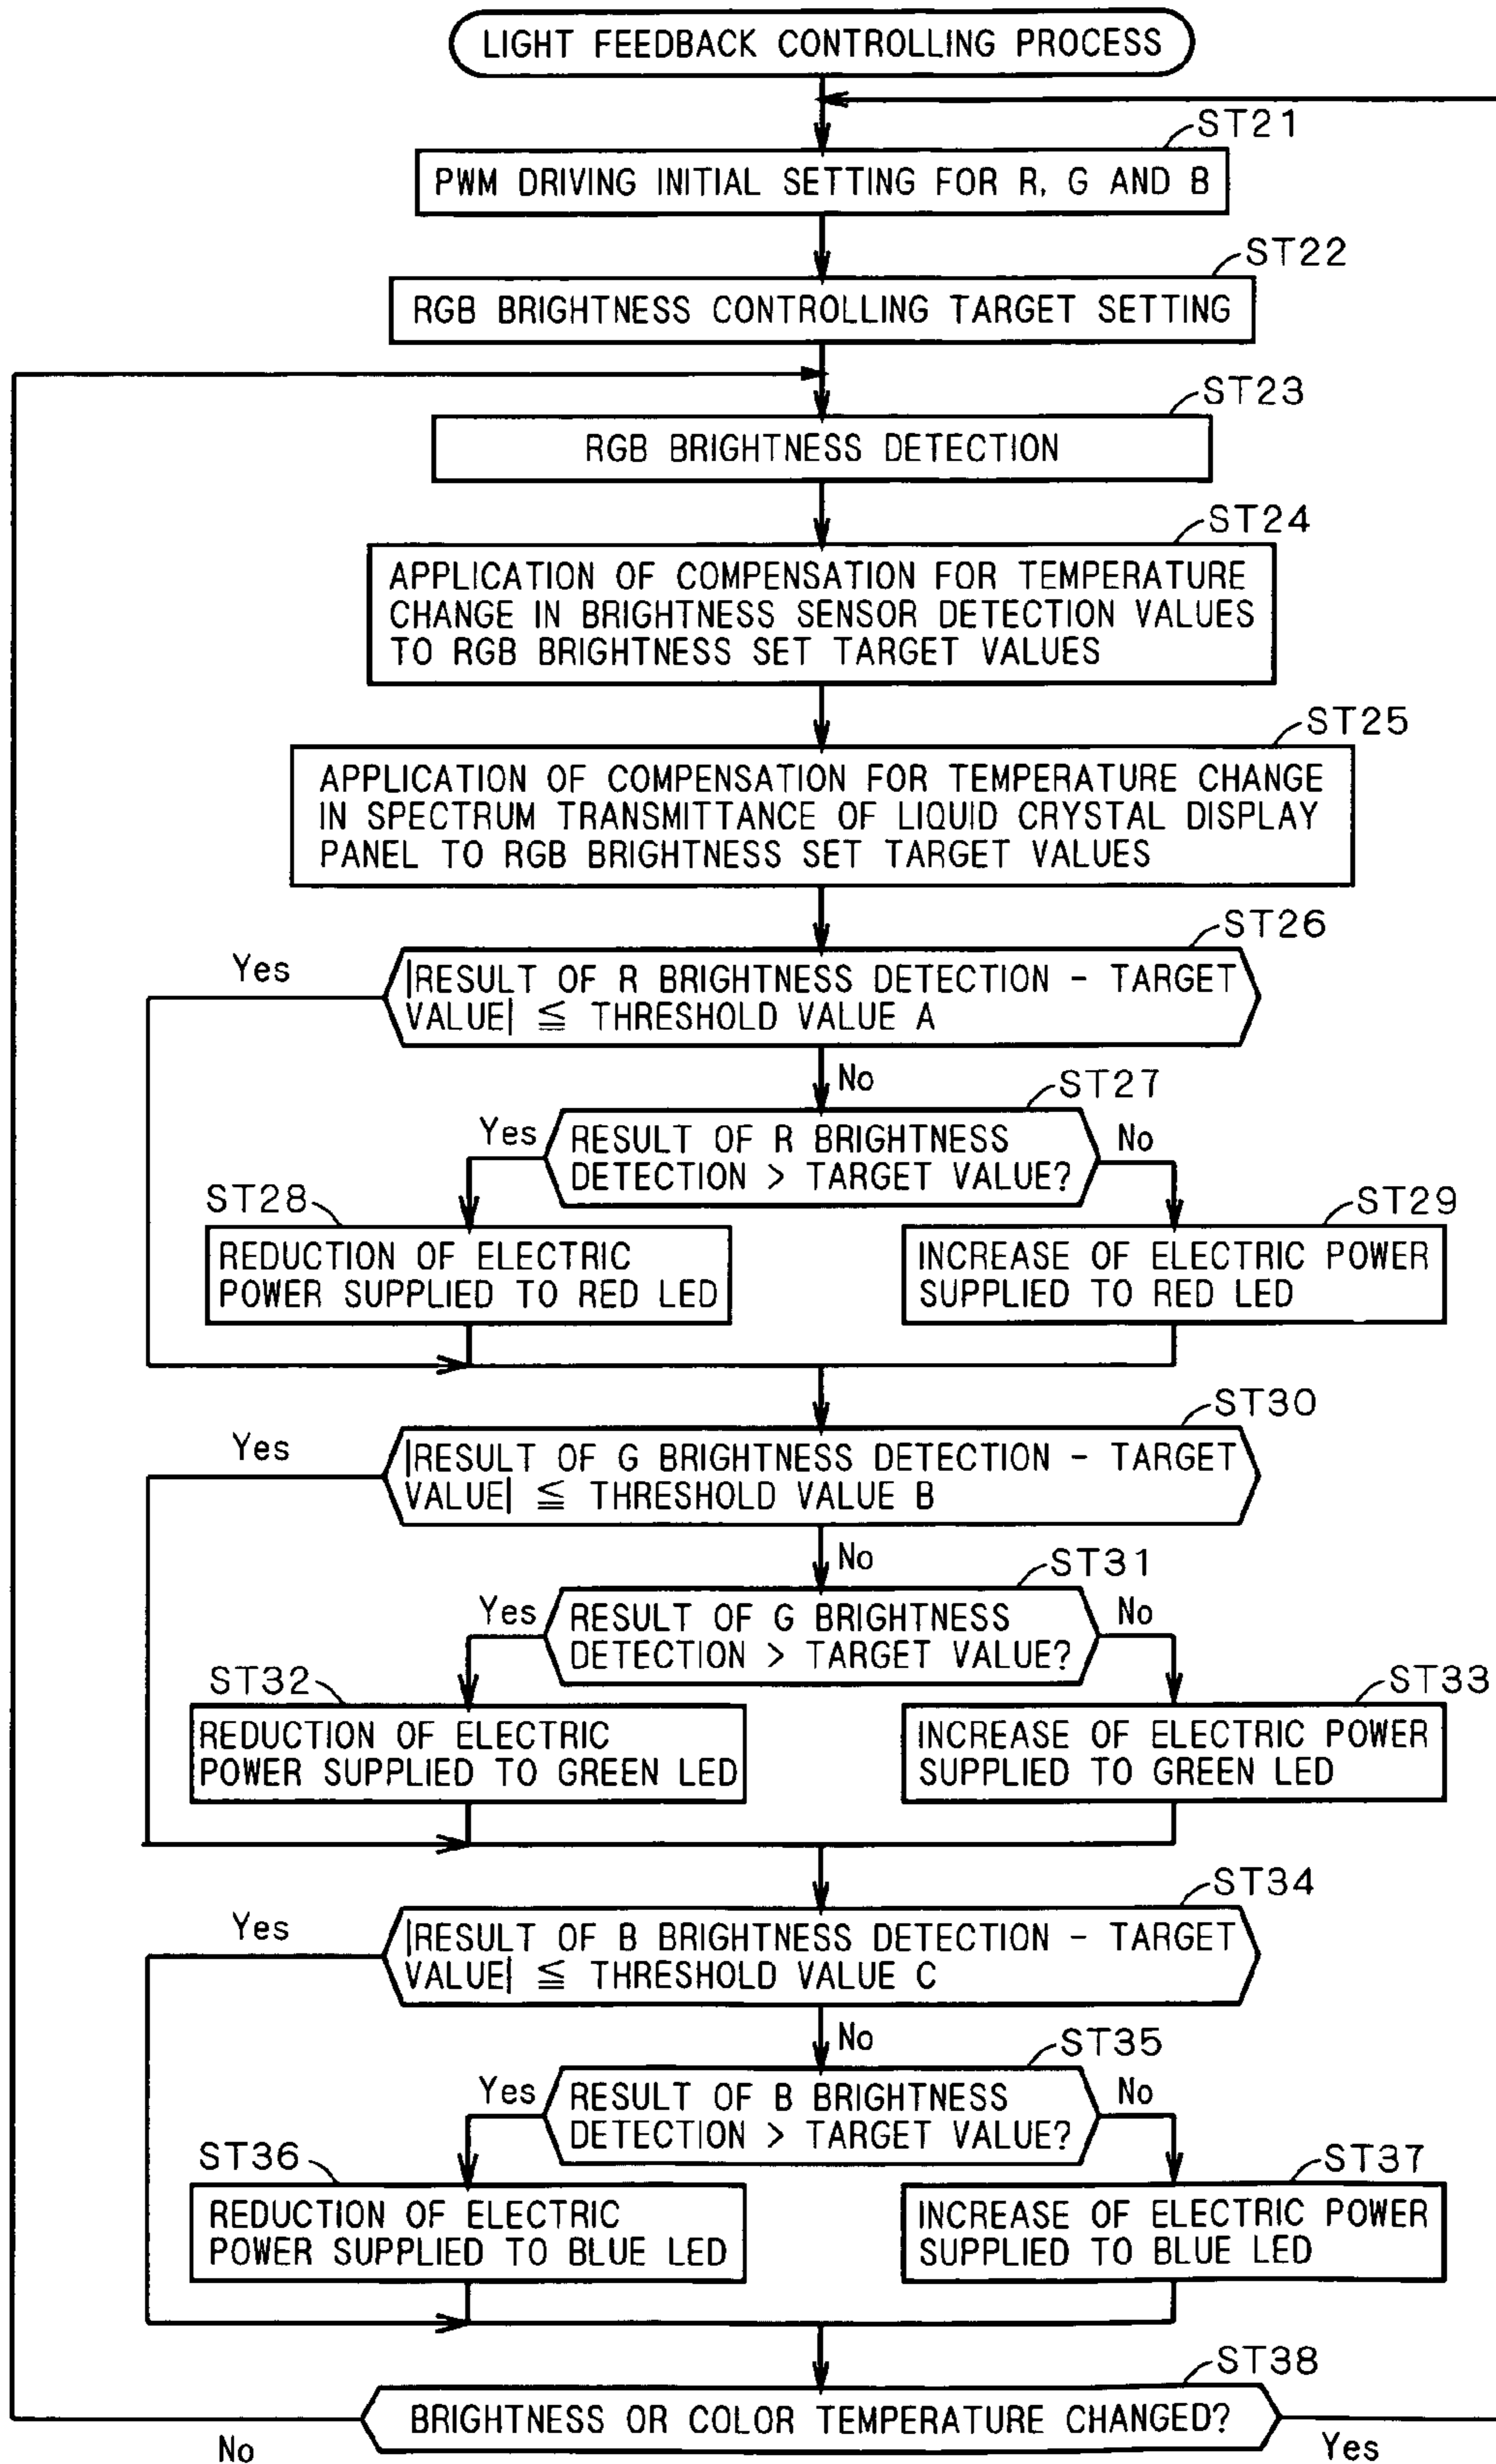 LIGHT FEEDBACK CONTROLLING PROCESS
ST21
PWM DRIVING INITIAL SETTING FOR R, G AND B
ST22
RGB BRIGHTNESS CONTROLLING TARGET SETTING
ST23
RGB BRIGHTNESS DETECTION
ST24
APPLICATION OF COMPENSATION FOR TEMPERATURE
CHANGE IN BRIGHTNESS SENSOR DETECTION VALUES
TO RGB BRIGHTNESS SET TARGET VALUES
ST25
APPLICATION OF COMPENSATION FOR TEMPERATURE CHANGE
IN SPECTRUM TRANSMITTANCE OF LIQUID CRYSTAL DISPLAY
PANEL TO RGB BRIGHTNESS SET TARGET VALUES
ST26
Yes
|RESULT OF R BRIGHTNESS DETECTION - TARGET
VALUE| ≦ THRESHOLD VALUE A
No
ST27
Yes
RESULT OF R BRIGHTNESS
DETECTION > TARGET VALUE?
No
ST28
REDUCTION OF ELECTRIC
POWER SUPPLIED TO RED LED
ST29
INCREASE OF ELECTRIC POWER
SUPPLIED TO RED LED
ST30
Yes
|RESULT OF G BRIGHTNESS DETECTION - TARGET
VALUE| ≦ THRESHOLD VALUE B
No
ST31
Yes
RESULT OF G BRIGHTNESS
DETECTION > TARGET VALUE?
No
ST32
REDUCTION OF ELECTRIC
POWER SUPPLIED TO GREEN LED
ST33
INCREASE OF ELECTRIC POWER
SUPPLIED TO GREEN LED
ST34
Yes
|RESULT OF B BRIGHTNESS DETECTION - TARGET
VALUE| ≦ THRESHOLD VALUE C
No
ST35
Yes
RESULT OF B BRIGHTNESS
DETECTION > TARGET VALUE?
No
ST36
REDUCTION OF ELECTRIC
POWER SUPPLIED TO BLUE LED
ST37
INCREASE OF ELECTRIC POWER
SUPPLIED TO BLUE LED
ST38
BRIGHTNESS OR COLOR TEMPERATURE CHANGED?
No
Yes